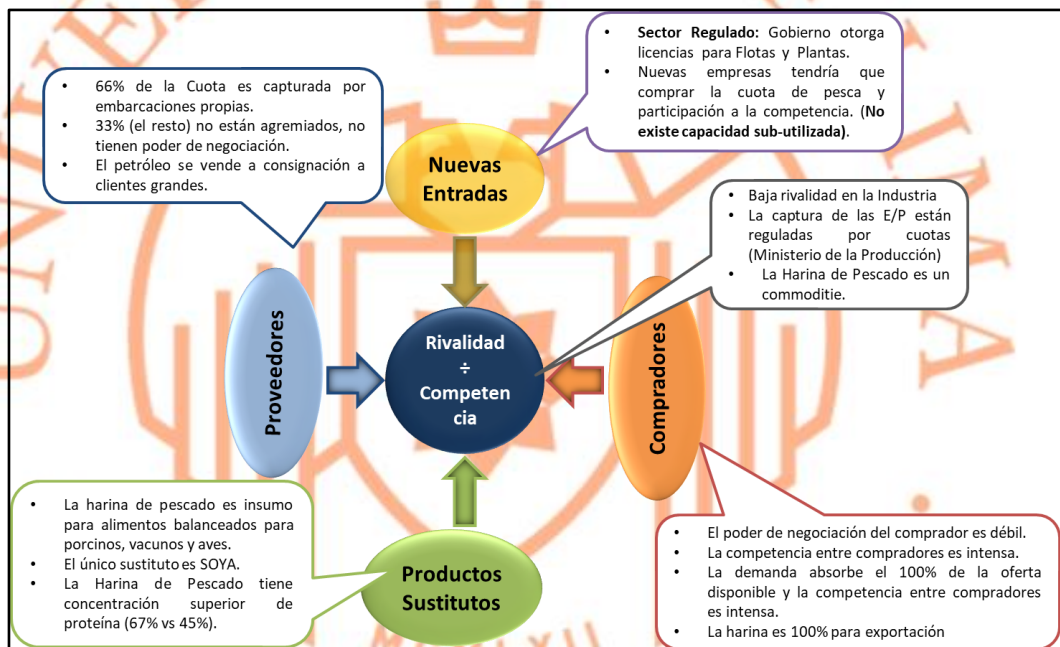 • Sector Regulado: Gobierno otorga
licencias para Flotas y Plantas.
• Nuevas empresas tendría que
comprar la cuota de pesca y
participación a la competencia. (No
existe capacidad sub-utilizada).
• 66% de la Cuota es capturada por
embarcaciones propias.
• 33% (el resto) no están agremiados, no
tienen poder de negociación.
• El petróleo se vende a consignación a
clientes grandes.
Nuevas
Entradas
• Baja rivalidad en la Industria
• La captura de las E/P están
reguladas por cuotas
(Ministerio de la Producción)
• La Harina de Pescado es un
commoditie.
Proveedores
Rivalidad
÷
Competen
cia
Compradores
• La harina de pescado es insumo
para alimentos balanceados para
porcinos, vacunos y aves.
• El único sustituto es SOYA.
• La Harina de Pescado tiene
concentración superior de
proteína (67% vs 45%).
Productos
Sustitutos
• El poder de negociación del comprador es débil.
• La competencia entre compradores es intensa.
• La demanda absorbe el 100% de la oferta
disponible y la competencia entre compradores
es intensa.
• La harina es 100% para exportación